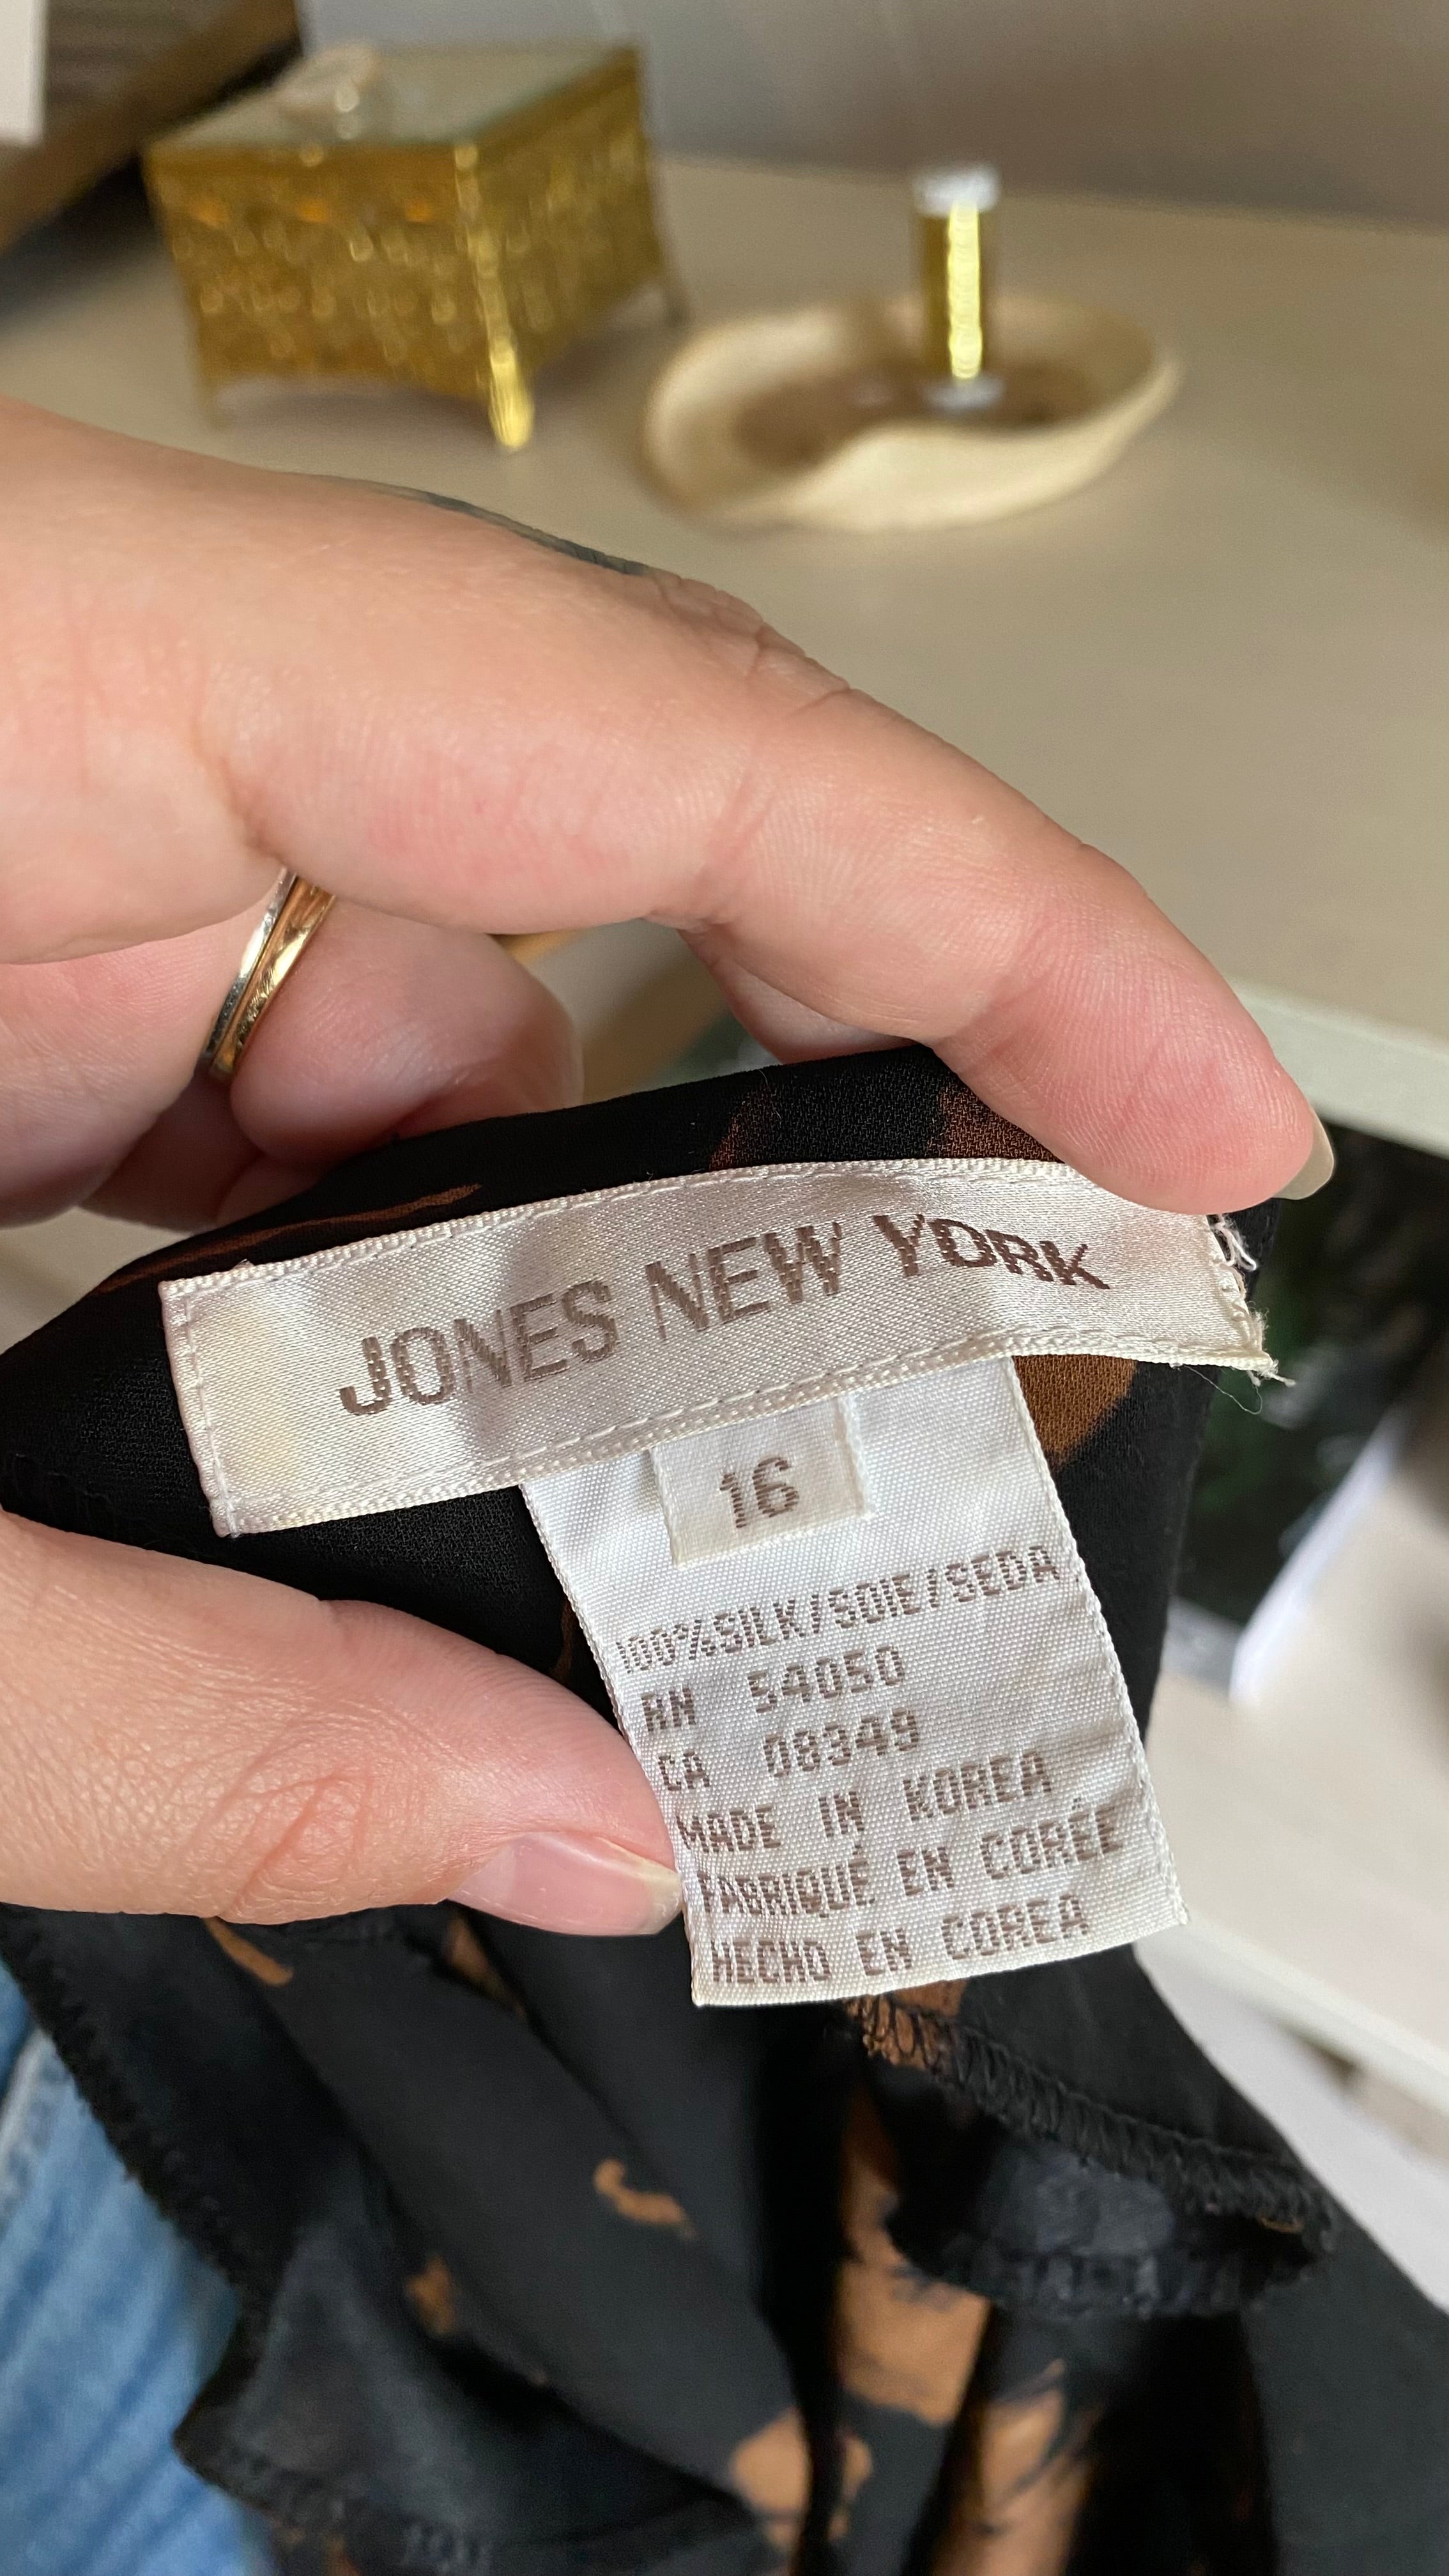 JONES NEW YORK
16
100%SILK/SOIE/SEDA
RN 54050
CA 08349
MADE IN KOREA
FABRIQUÉ EN CORÉE
HECHO EN COREA